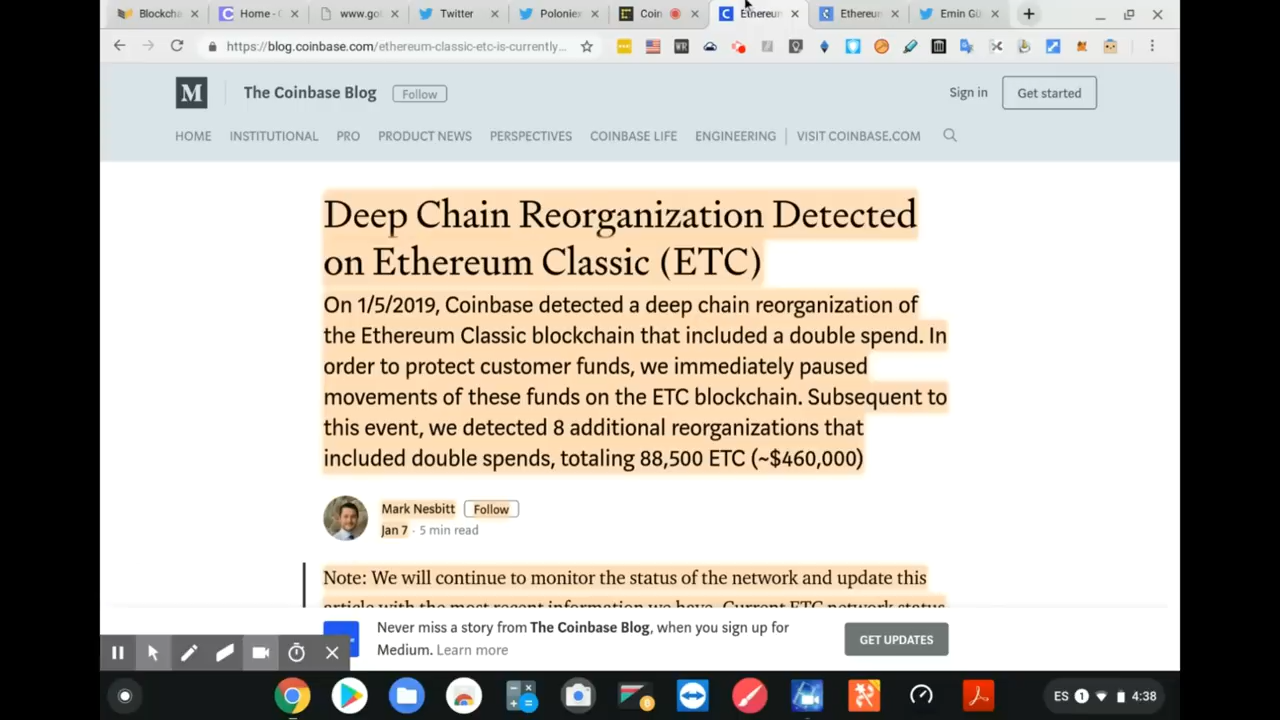 Blockcha
Home - C
www.go
Twitter
Polonie
Coin
Ethereun
Ethereun
Emin Gü
https://blog.coinbase.com/ethereum-classic-etc-is-currently...
M
The Coinbase Blog
Follow
Sign in
Get started
HOME
INSTITUTIONAL
PRO
PRODUCT NEWS
PERSPECTIVES
COINBASE LIFE
ENGINEERING
VISIT COINBASE.COM
Deep Chain Reorganization Detected
on Ethereum Classic (ETC)
On 1/5/2019, Coinbase detected a deep chain reorganization of
the Ethereum Classic blockchain that included a double spend. In
order to protect customer funds, we immediately paused
movements of these funds on the ETC blockchain. Subsequent to
this event, we detected 8 additional reorganizations that
included double spends, totaling 88,500 ETC (~$460,000)
Mark Nesbitt
Follow
Jan 7 · 5 min read
Note: We will continue to monitor the status of the network and update this
article with the most recent information we have. Current ETC network status
Never miss a story from The Coinbase Blog, when you sign up for
Medium. Learn more
GET UPDATES
ES
1
4:38